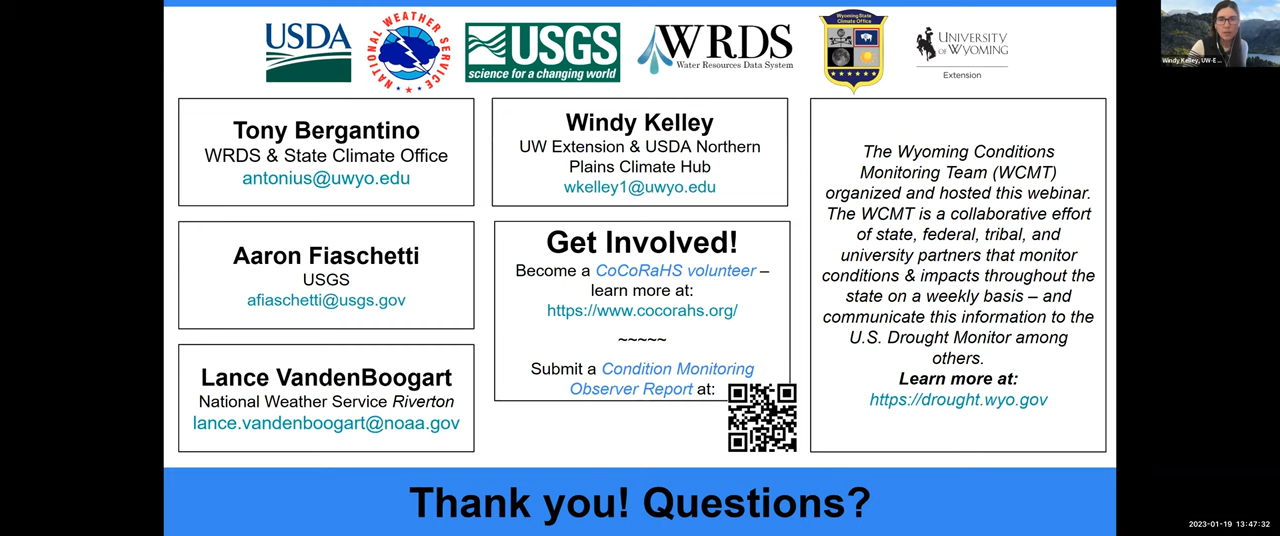 USDA
NATIONAL WEATHER SERVICE
USGS
science for a changing world
WRDS
Water Resources Data System
Wyoming State
Climate Office
UNIVERSITY
OF WYOMING
Extension
Windy Kelley, UW-E ...
Tony Bergantino
WRDS & State Climate Office
antonius@uwyo.edu
Aaron Fiaschetti
USGS
afiaschetti@usgs.gov
Lance VandenBoogart
National Weather Service Riverton
lance.vandenboogart@noaa.gov
Windy Kelley
UW Extension & USDA Northern
Plains Climate Hub
wkelley1@uwyo.edu
Get Involved!
Become a CoCoRaHS volunteer –
learn more at:
https://www.cocorahs.org/
~~~~~
Submit a Condition Monitoring
Observer Report at:
The Wyoming Conditions
Monitoring Team (WCMT)
organized and hosted this webinar.
The WCMT is a collaborative effort
of state, federal, tribal, and
university partners that monitor
conditions & impacts throughout the
state on a weekly basis – and
communicate this information to the
U.S. Drought Monitor among
others.
Learn more at:
https://drought.wyo.gov
Thank you! Questions?
2023-01-19 13:47:32